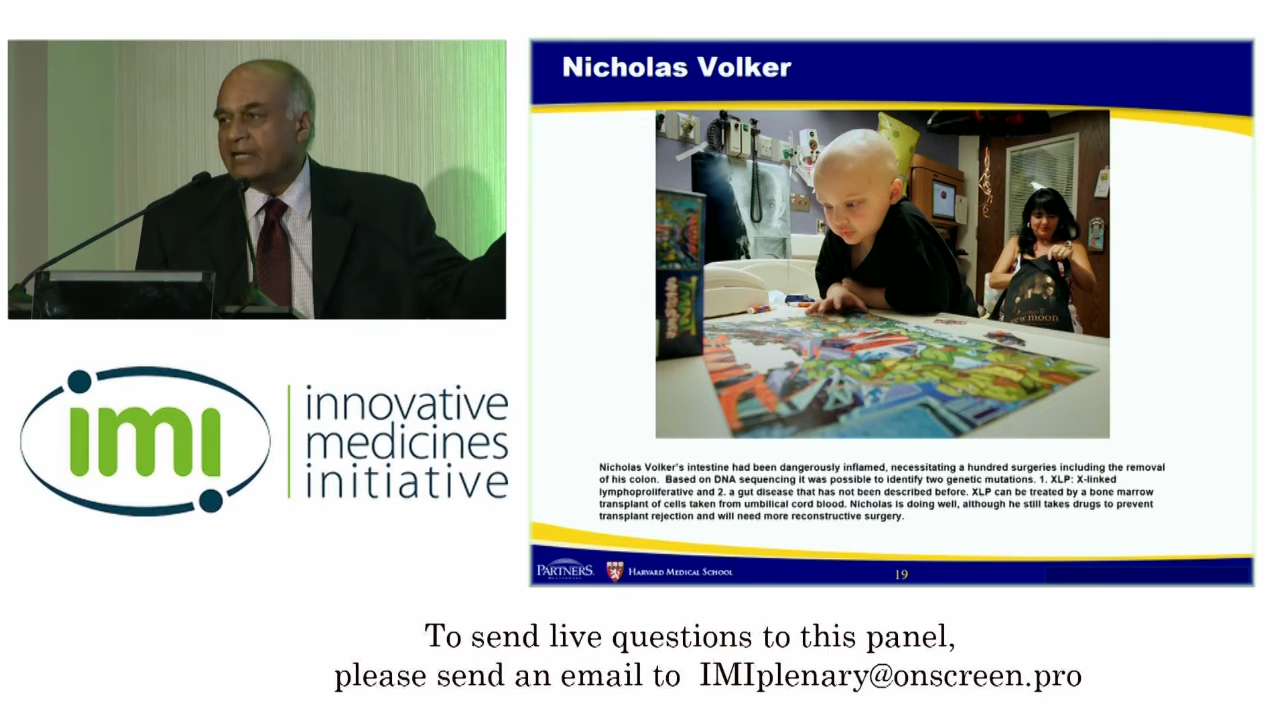 Nicholas Volker
new moon
Nicholas Volker's intestine had been dangerously inflamed, necessitating a hundred surgeries including the removal
of his colon. Based on DNA sequencing it was possible to identify two genetic mutations. 1. XLP: X-linked
lymphoproliferative and 2. a gut disease that has not been described before. XLP can be treated by a bone marrow
transplant of cells taken from umbilical cord blood. Nicholas is doing well, although he still takes drugs to prevent
transplant rejection and will need more reconstructive surgery.
PARTNERS
HARVARD MEDICAL SCHOOL
19
imi
innovative
medicines
initiative
To send live questions to this panel,
please send an email to IMIplenary@onscreen.pro